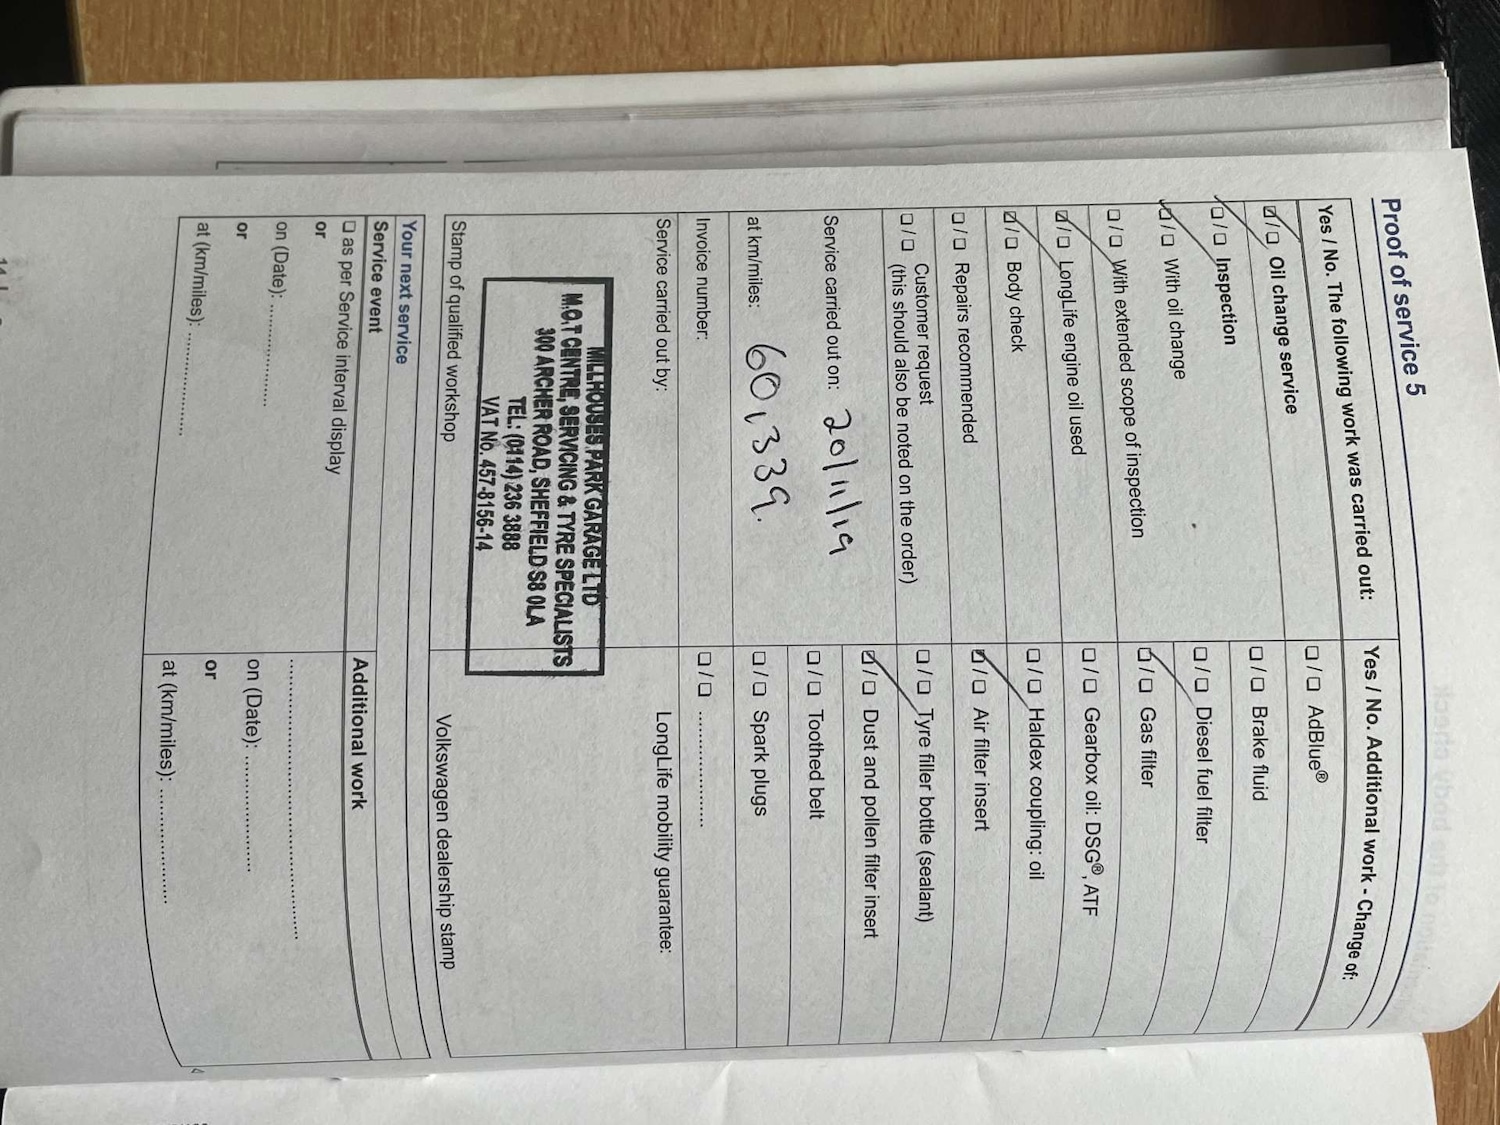 Proof of service 5
Yes / No. The following work was carried out:
☑/☐ Oil change service
☑/☐ Inspection
☑/☐ With oil change
☐/☐ With extended scope of inspection
☑/☐ LongLife engine oil used
☑/☐ Body check
☐/☐ Repairs recommended
☐/☐ Customer request
(this should also be noted on the order)
Service carried out on: 20/11/19
at km/miles: 60,339.
Invoice number:
Service carried out by:
MILLHOUSES PARK GARAGE LTD
M.O.T CENTRE, SERVICING & TYRE SPECIALISTS
300 ARCHER ROAD, SHEFFIELD S8 0LA
TEL: (0114) 236 3888
VAT No. 457-8156-14
Stamp of qualified workshop
Yes / No. Additional work - Change of:
☐/☐ AdBlue®
☐/☐ Brake fluid
☐/☐ Diesel fuel filter
☑/☐ Gas filter
☐/☐ Gearbox oil: DSG®, ATF
☐/☐ Haldex coupling: oil
☑/☐ Air filter insert
☐/☐ Tyre filler bottle (sealant)
☑/☐ Dust and pollen filter insert
☐/☐ Toothed belt
☐/☐ Spark plugs
☐/☐ ..................
LongLife mobility guarantee:
Volkswagen dealership stamp
Your next service
Service event
☐ as per Service interval display
or
on (Date): ..................
or
at (km/miles): ..................
Additional work
..................................................
on (Date): ..................
or
at (km/miles): ..................